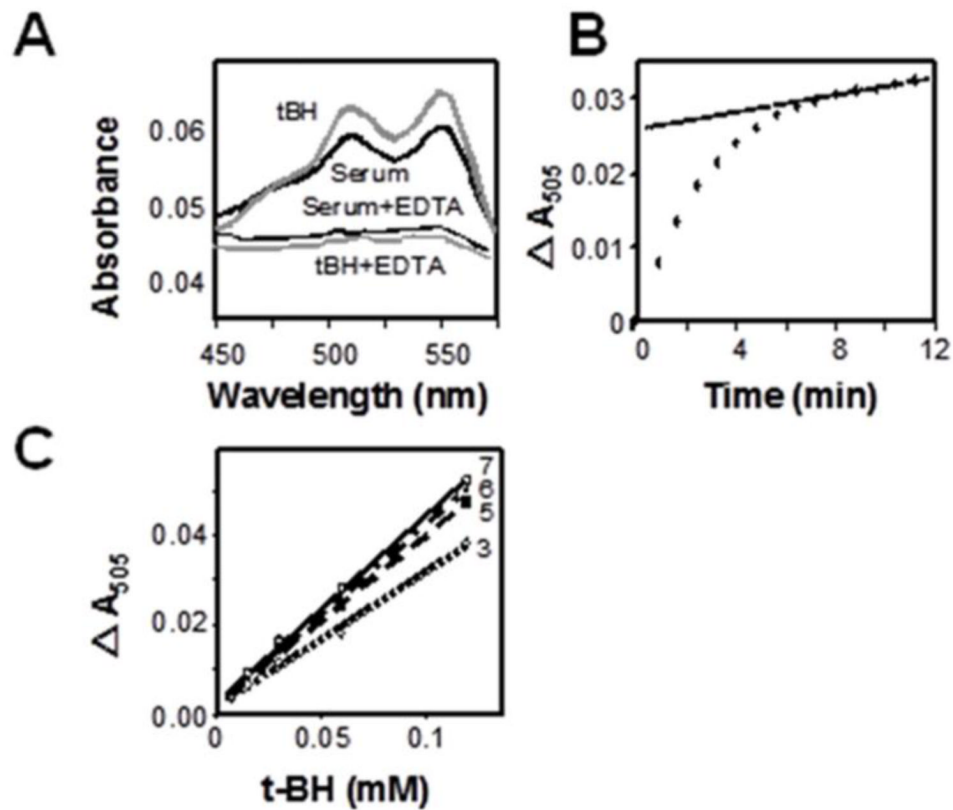 A
Absorbance
0.06
0.05
0.04
tBH
Serum
Serum+EDTA
tBH+EDTA
450
500
550
Wavelength (nm)
B
Δ A505
0.03
0.02
0.01
0
0
4
8
12
Time (min)
C
Δ A505
0.04
0.02
0.00
7
6
5
3
0
0.05
0.1
t-BH (mM)